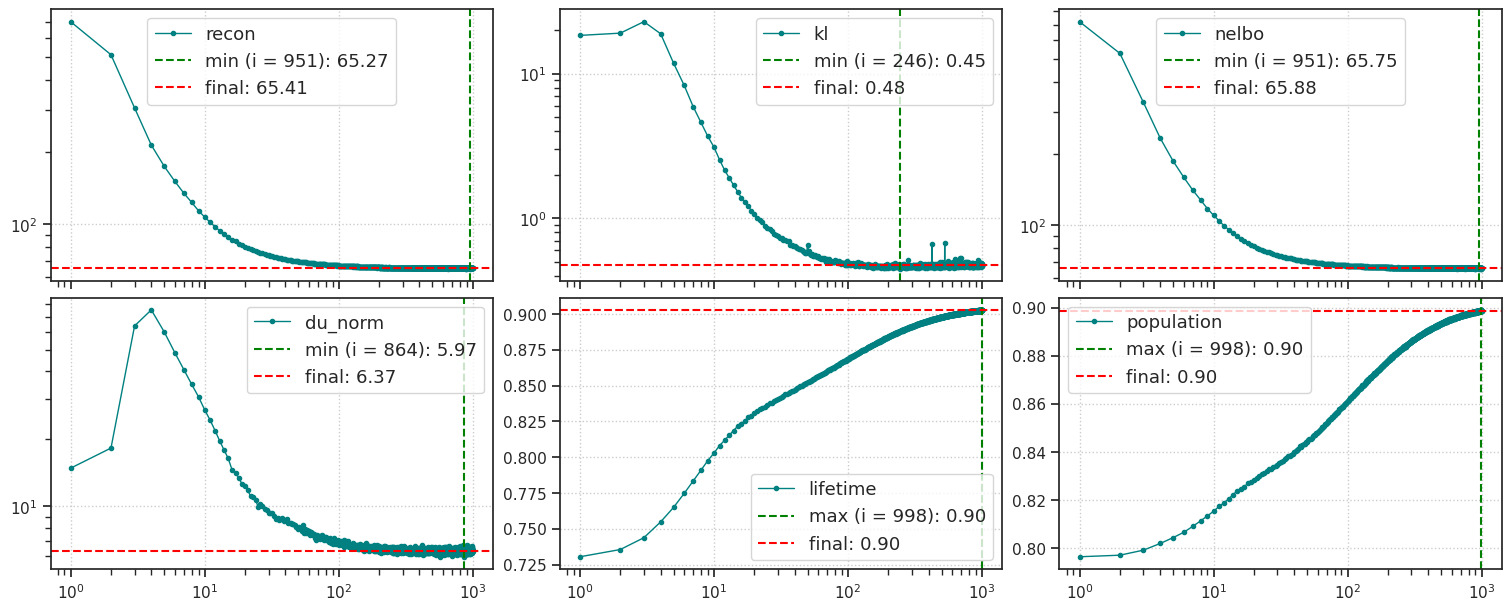 recon
min (i = 951): 65.27
final: 65.41
10²
kl
min (i = 246): 0.45
final: 0.48
10¹
10⁰
nelbo
min (i = 951): 65.75
final: 65.88
10²
du_norm
min (i = 864): 5.97
final: 6.37
10¹
10⁰ 10¹ 10² 10³
0.900
0.875
0.850
0.825
0.800
0.775
0.750
0.725
lifetime
max (i = 998): 0.90
final: 0.90
10⁰ 10¹ 10² 10³
0.90
0.88
0.86
0.84
0.82
0.80
population
max (i = 998): 0.90
final: 0.90
10⁰ 10¹ 10² 10³